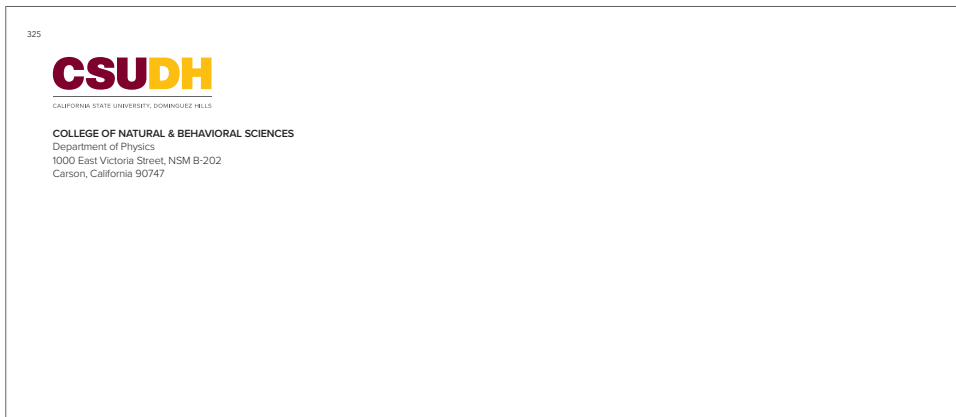 325
CSUDH
CALIFORNIA STATE UNIVERSITY, DOMINGUEZ HILLS
COLLEGE OF NATURAL & BEHAVIORAL SCIENCES
Department of Physics
1000 East Victoria Street, NSM B-202
Carson, California 90747